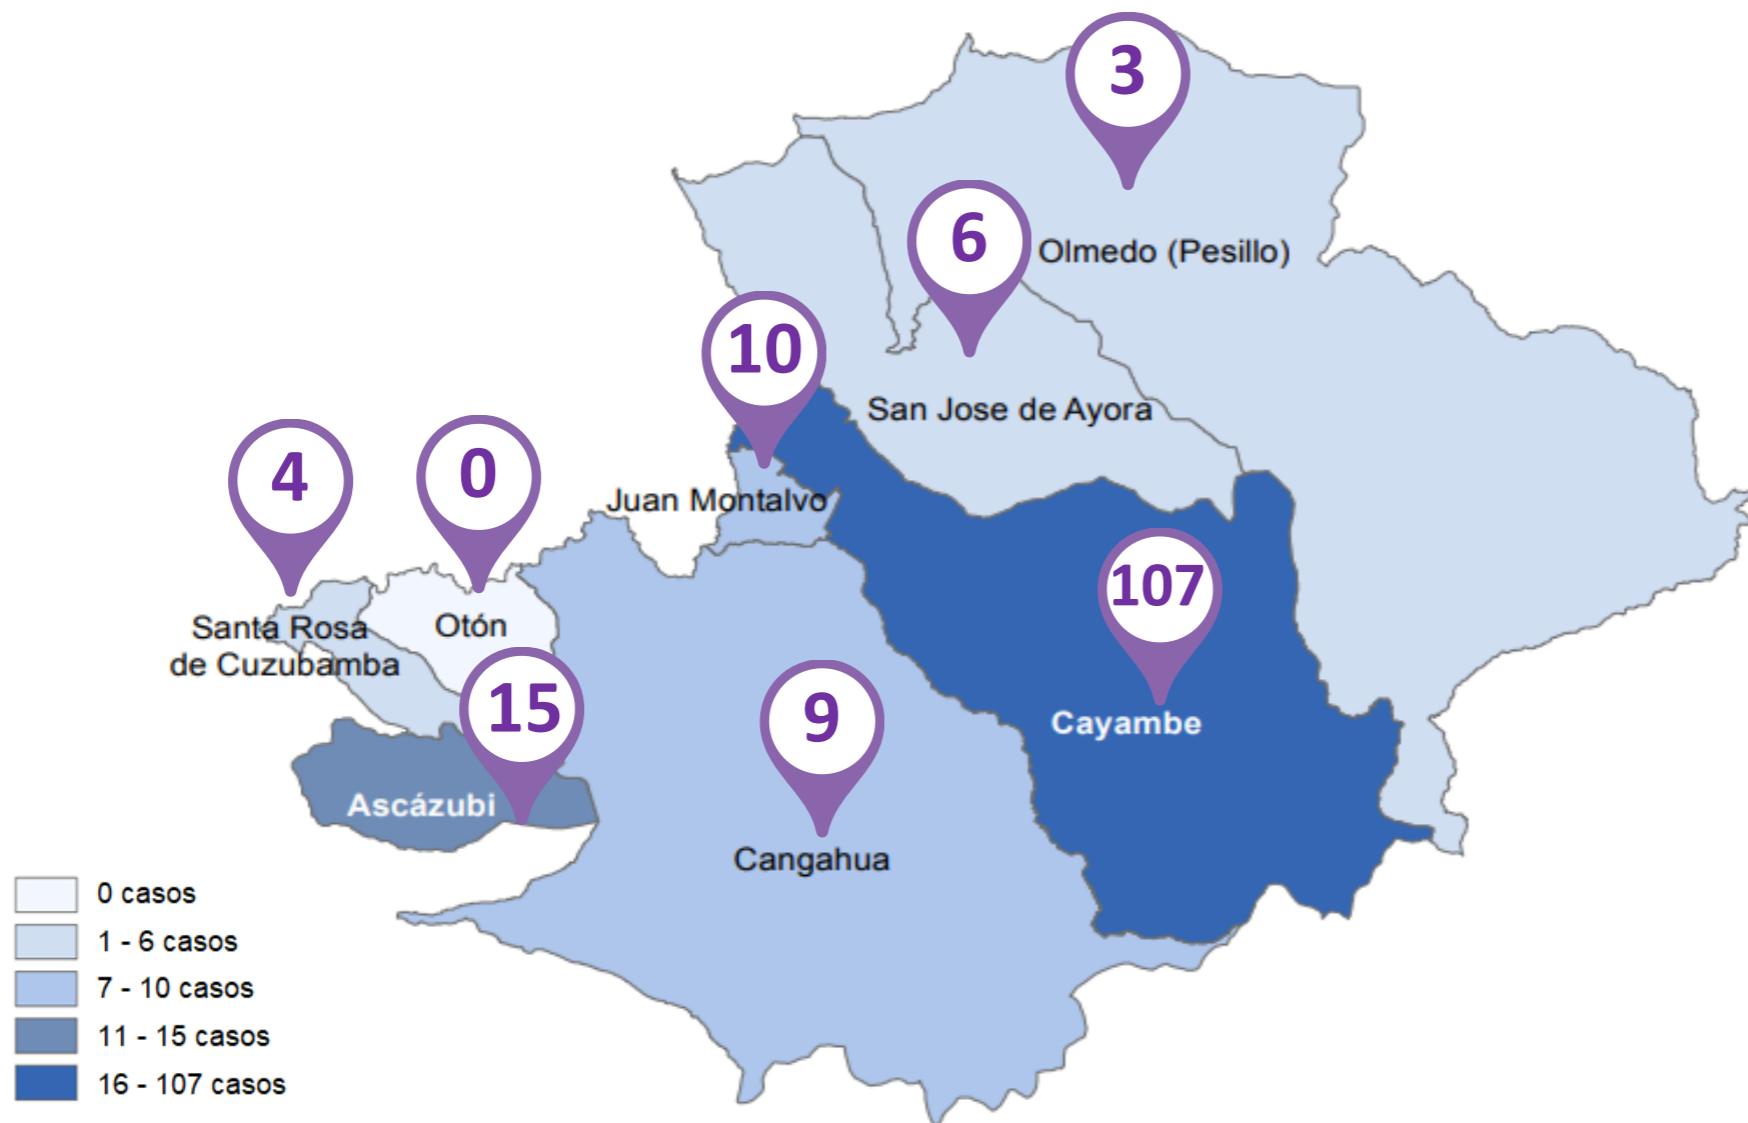 3
6
Olmedo (Pesillo)
10
San Jose de Ayora
4
0
Juan Montalvo
107
Santa Rosa
de Cuzubamba
Otón
15
9
Cayambe
Ascázubi
Cangahua
0 casos
1 - 6 casos
7 - 10 casos
11 - 15 casos
16 - 107 casos